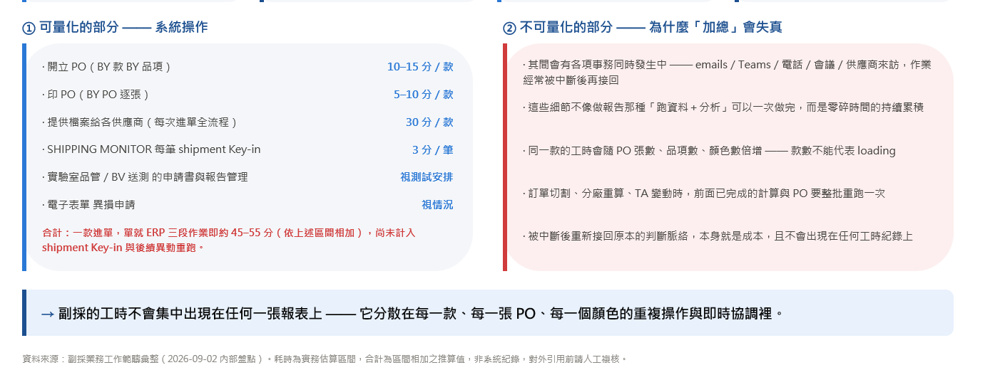 ① 可量化的部分 —— 系統操作
· 開立 PO（BY 款 BY 品項） 10–15 分 / 款
· 印 PO（BY PO 逐張） 5–10 分 / 款
· 提供檔案給各供應商（每次進單全流程） 30 分 / 款
· SHIPPING MONITOR 每筆 shipment Key-in 3 分 / 筆
· 實驗室品管 / BV 送測 的申請書與報告管理 視測試安排
· 電子表單 異損申請 視情況
合計：一款進單，單就 ERP 三段作業即約 45–55 分（依上述區間相加），尚未計入
shipment Key-in 與後續異動重跑。
② 不可量化的部分 —— 為什麼「加總」會失真
· 其間會有各項事務同時發生中 —— emails / Teams / 電話 / 會議 / 供應商來訪，作業
經常被中斷後再接回
· 這些細節不像做報告那種「跑資料 + 分析」可以一次做完，而是零碎時間的持續累積
· 同一款的工時會隨 PO 張數、品項數、顏色數倍增 —— 款數不能代表 loading
· 訂單切割、分廠重算、TA 變動時，前面已完成的計算與 PO 要整批重跑一次
· 被中斷後重新接回原本的判斷脈絡，本身就是成本，且不會出現在任何工時紀錄上
→ 副採的工時不會集中出現在任何一張報表上 —— 它分散在每一款、每一張 PO、每一個顏色的重複操作與即時協調裡。
資料來源：副採業務工作範疇彙整（2026-09-02 內部盤點）。耗時為實務估算區間，合計為區間相加之推算值，非系統紀錄，對外引用前請人工複核。